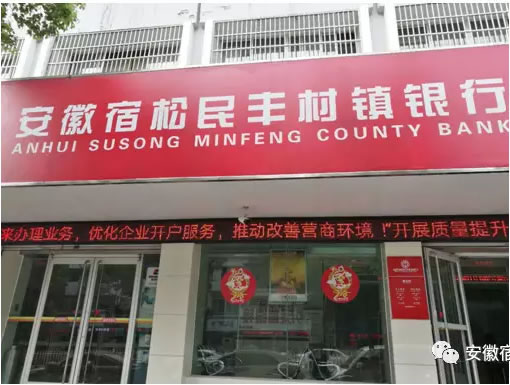 安徽宿松民丰村镇银行
ANHUI SUSONG MINFENG COUNTY BANK
来办理业务，优化企业开户服务，推动改善营商环境！"开展质量提升
安徽宿